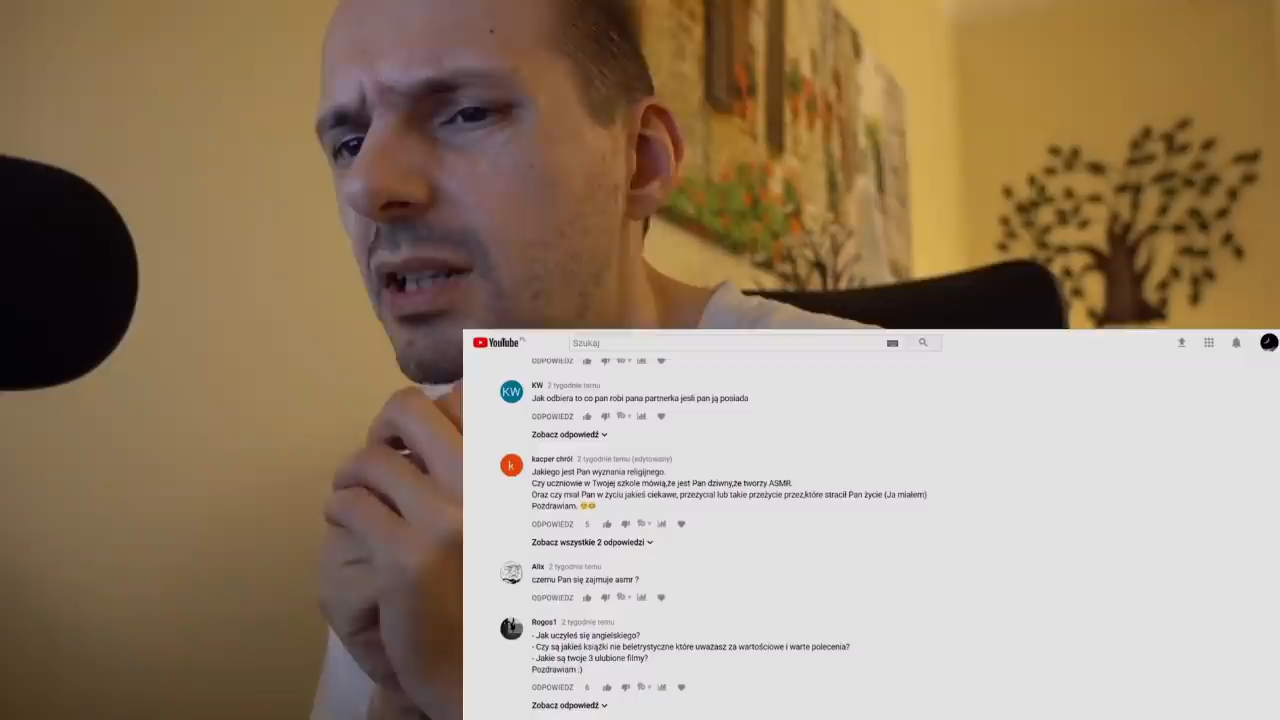 YouTube PL
Szukaj
ODPOWIEDZ
KW 2 tygodnie temu
Jak odbiera to co pan robi pana partnerka jesli pan ją posiada
ODPOWIEDZ
Zobacz odpowiedź
kacper chról 2 tygodnie temu (edytowany)
Jakiego jest Pan wyznania religijnego.
Czy uczniowie w Twojej szkole mówią,że jest Pan dziwny,że tworzy ASMR.
Oraz czy miał Pan w życiu jakieś ciekawe, przezycia! lub takie przeżycie przez,które stracił Pan życie (Ja miałem)
Pozdrawiam.
ODPOWIEDZ 5
Zobacz wszystkie 2 odpowiedzi
Alix 2 tygodnie temu
czemu Pan się zajmuje asmr ?
ODPOWIEDZ
Rogos1 2 tygodnie temu
- Jak uczyłeś się angielskiego?
- Czy są jakieś książki nie beletrystyczne które uważasz za wartościowe i warte polecenia?
- Jakie są twoje 3 ulubione filmy?
Pozdrawiam :)
ODPOWIEDZ 6
Zobacz odpowiedź